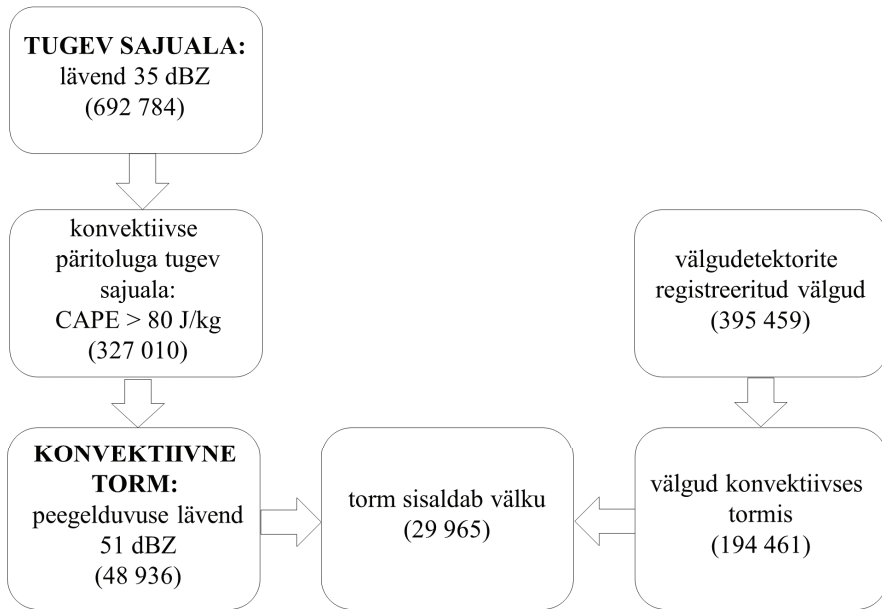 TUGEV SAJUALA:
lävend 35 dBZ
(692 784)
konvektiivse
päritoluga tugev
sajuala:
CAPE > 80 J/kg
(327 010)
KONVEKTIIVNE
TORM:
peegelduvuse lävend
51 dBZ
(48 936)
torm sisaldab välku
(29 965)
välgudetektorite
registreeritud välgud
(395 459)
välgud konvektiivses
tormis
(194 461)